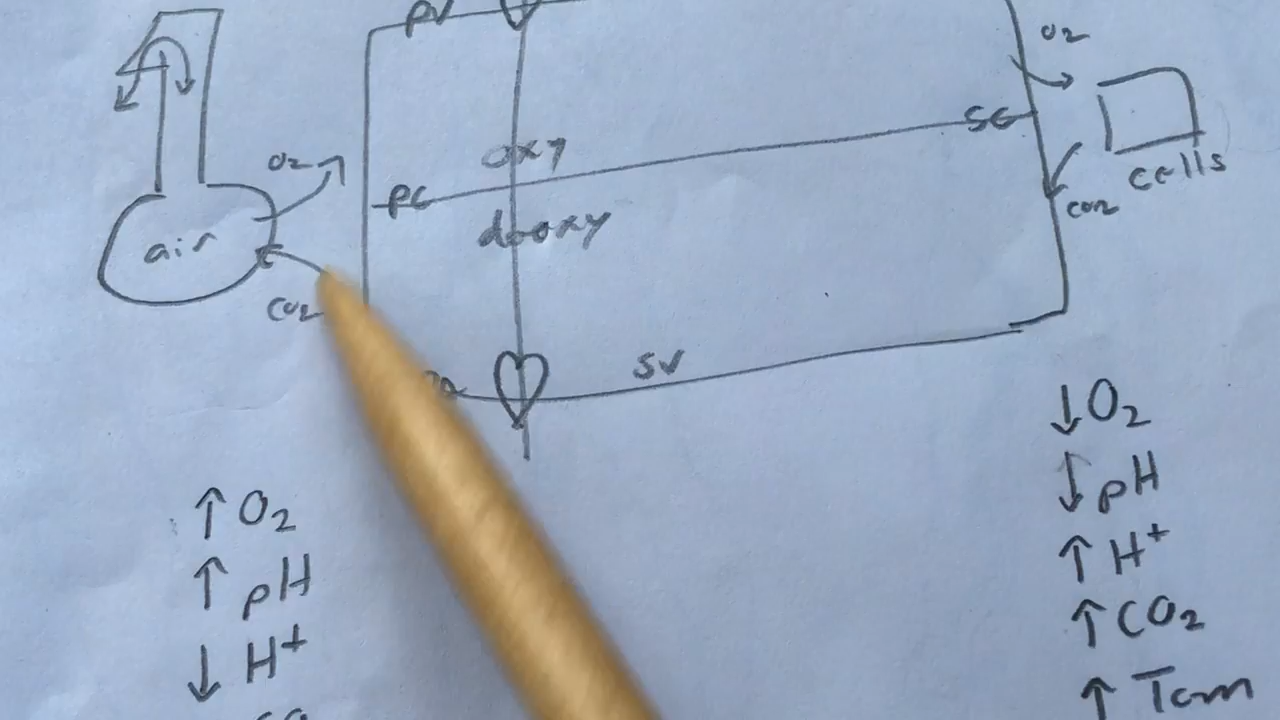 PV
O2
SC
cells
CO2
O2
oxy
PC
deoxy
air
CO2
SV
↓ O2
↓ pH
↑ H+
↑ CO2
↑ Tem
↑ O2
↑ pH
↓ H+